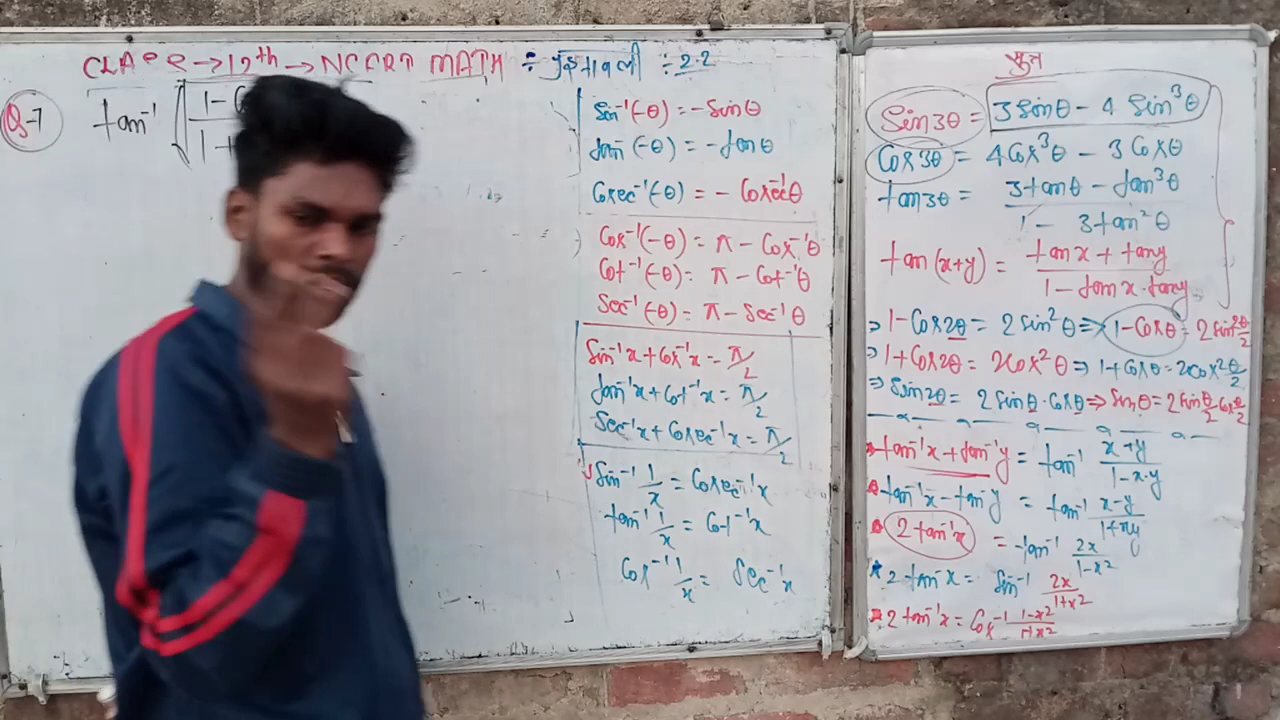 CLASS → 12th → NCERT MATH ÷ प्रश्नावली ÷ 2.2
Q-7 tan⁻¹ √ 1-C
1+
Sin⁻¹(-θ) = -Sinθ
tan⁻(-θ) = -tanθ
Cosec⁻¹(-θ) = - Cosec⁻¹θ
Cos⁻¹(-θ) = π - Cos⁻¹θ
Cot⁻¹(-θ) = π - Cot⁻¹θ
Sec⁻¹(-θ) = π - Sec⁻¹θ
Sin⁻¹x + Cos⁻¹x = π/2
tan⁻¹x + Cot⁻¹x = π/2
Sec⁻¹x + Cosec⁻¹x = π/2
Sin⁻¹ 1/x = Cosec⁻¹x
tan⁻¹ 1/x = Cot⁻¹x
Cos⁻¹ 1/x = Sec⁻¹x
सूत्र
Sin3θ = 3Sinθ - 4 Sin³θ
Cos3θ = 4Cos³θ - 3Cosθ
tan3θ = 3tanθ - tan³θ / 1 - 3tan²θ
tan(x+y) = tanx + tany / 1 - tanx·tany
⇒ 1-Cos2θ = 2Sin²θ ⇒ 1-Cosθ = 2Sin²θ/2
⇒ 1+Cos2θ = 2Cos²θ ⇒ 1+Cosθ = 2Cos²θ/2
⇒ Sin2θ = 2Sinθ·Cosθ ⇒ Sinθ = 2Sinθ/2 Cosθ/2
tan⁻¹x + tan⁻¹y = tan⁻¹ x+y / 1-x·y
tan⁻¹x - tan⁻¹y = tan⁻¹ x-y / 1+xy
2tan⁻¹x = tan⁻¹ 2x / 1-x²
2tan⁻¹x = Sin⁻¹ 2x / 1+x²
2tan⁻¹x = Cos⁻¹ 1-x² / 1+x²